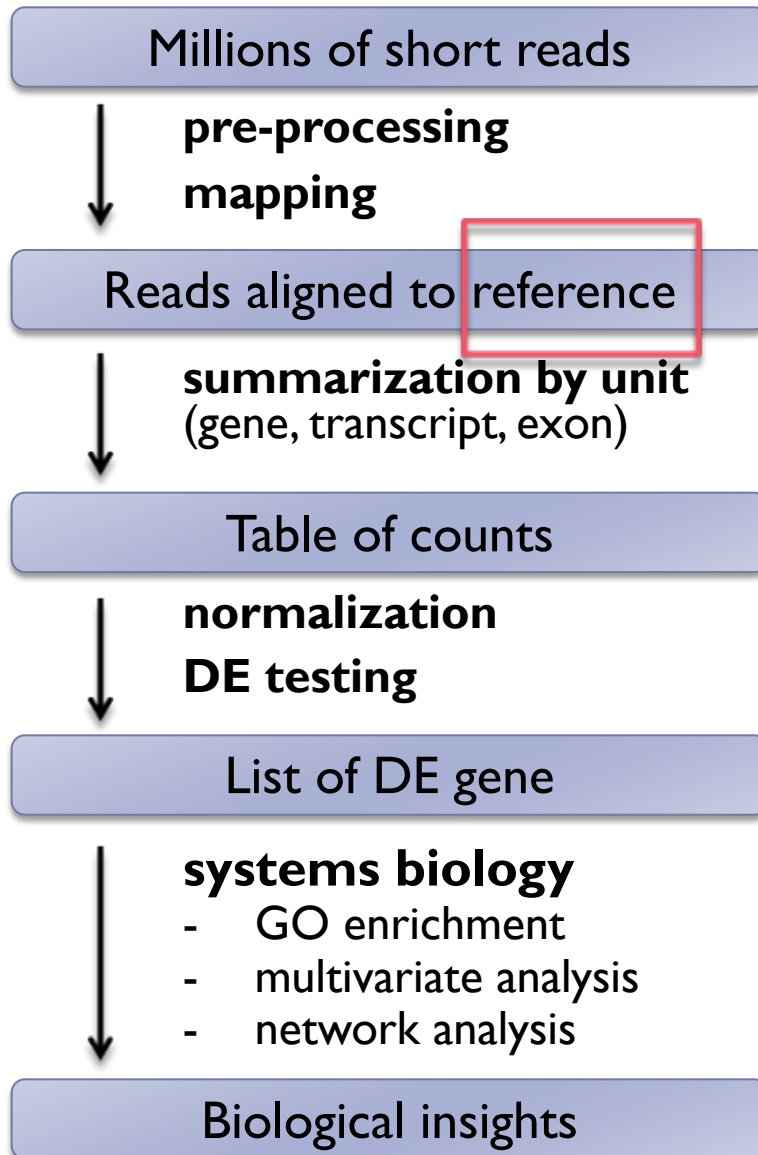 Millions of short reads
pre-processing
mapping
Reads aligned to reference
summarization by unit
(gene, transcript, exon)
Table of counts
normalization
DE testing
List of DE gene
systems biology
- GO enrichment
- multivariate analysis
- network analysis
Biological insights